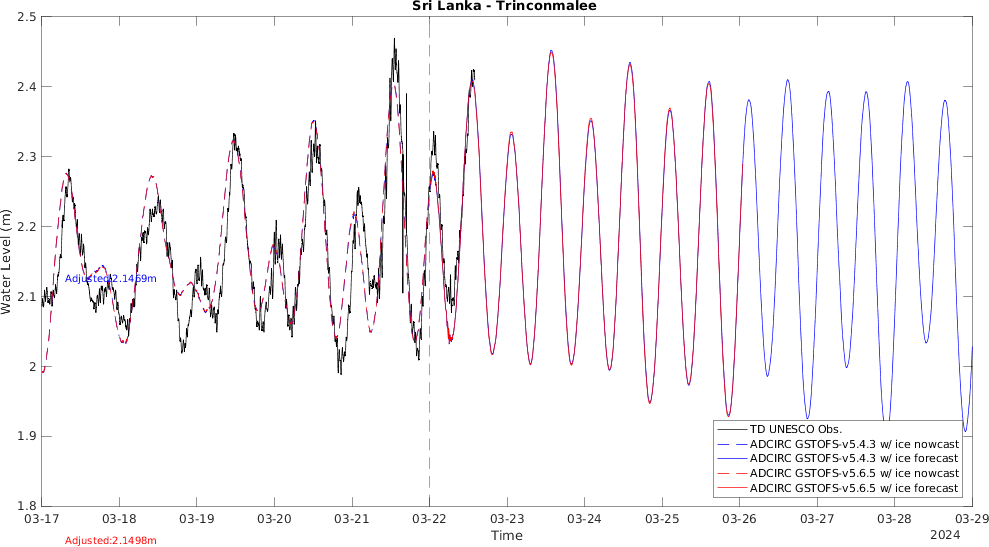 Sri Lanka - Trinconmalee
2.5
2.4
2.3
2.2
2.1
2
1.9
1.8
Water Level (m)
Adjusted:2.1469m
TD UNESCO Obs.
ADCIRC GSTOFS-v5.4.3 w/ ice nowcast
ADCIRC GSTOFS-v5.4.3 w/ ice forecast
ADCIRC GSTOFS-v5.6.5 w/ ice nowcast
ADCIRC GSTOFS-v5.6.5 w/ ice forecast
03-17 03-18 03-19 03-20 03-21 03-22 03-23 03-24 03-25 03-26 03-27 03-28 03-29
Time
2024
Adjusted:2.1498m